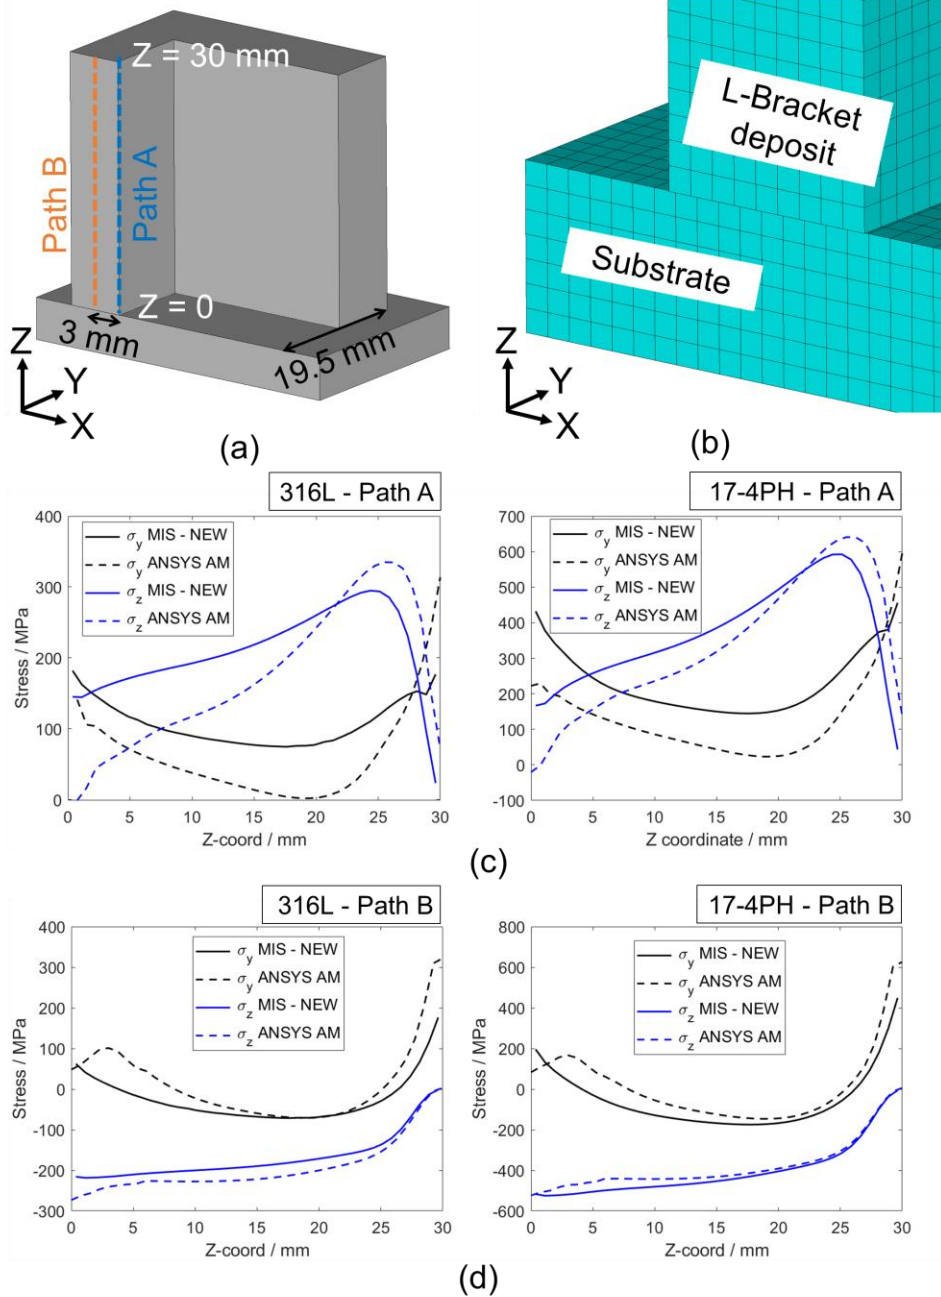 Z = 30 mm
Path B
Path A
Z = 0
3 mm
19.5 mm
Z
Y
X
(a)
L-Bracket
deposit
Substrate
Z
Y
X
(b)
316L - Path A
400
300
200
100
0
Stress / MPa
σy MIS - NEW
σy ANSYS AM
σz MIS - NEW
σz ANSYS AM
0 5 10 15 20 25 30
Z-coord / mm
17-4PH - Path A
700
600
500
400
300
200
100
0
-100
Stress / MPa
σy MIS - NEW
σy ANSYS AM
σz MIS - NEW
σz ANSYS AM
0 5 10 15 20 25 30
Z coordinate / mm
(c)
316L - Path B
400
300
200
100
0
-100
-200
-300
Stress / MPa
σy MIS - NEW
σy ANSYS AM
σz MIS - NEW
σz ANSYS AM
0 5 10 15 20 25 30
Z-coord / mm
17-4PH - Path B
800
600
400
200
0
-200
-400
-600
Stress / MPa
σy MIS - NEW
σy ANSYS AM
σz MIS - NEW
σz ANSYS AM
0 5 10 15 20 25 30
Z-coord / mm
(d)